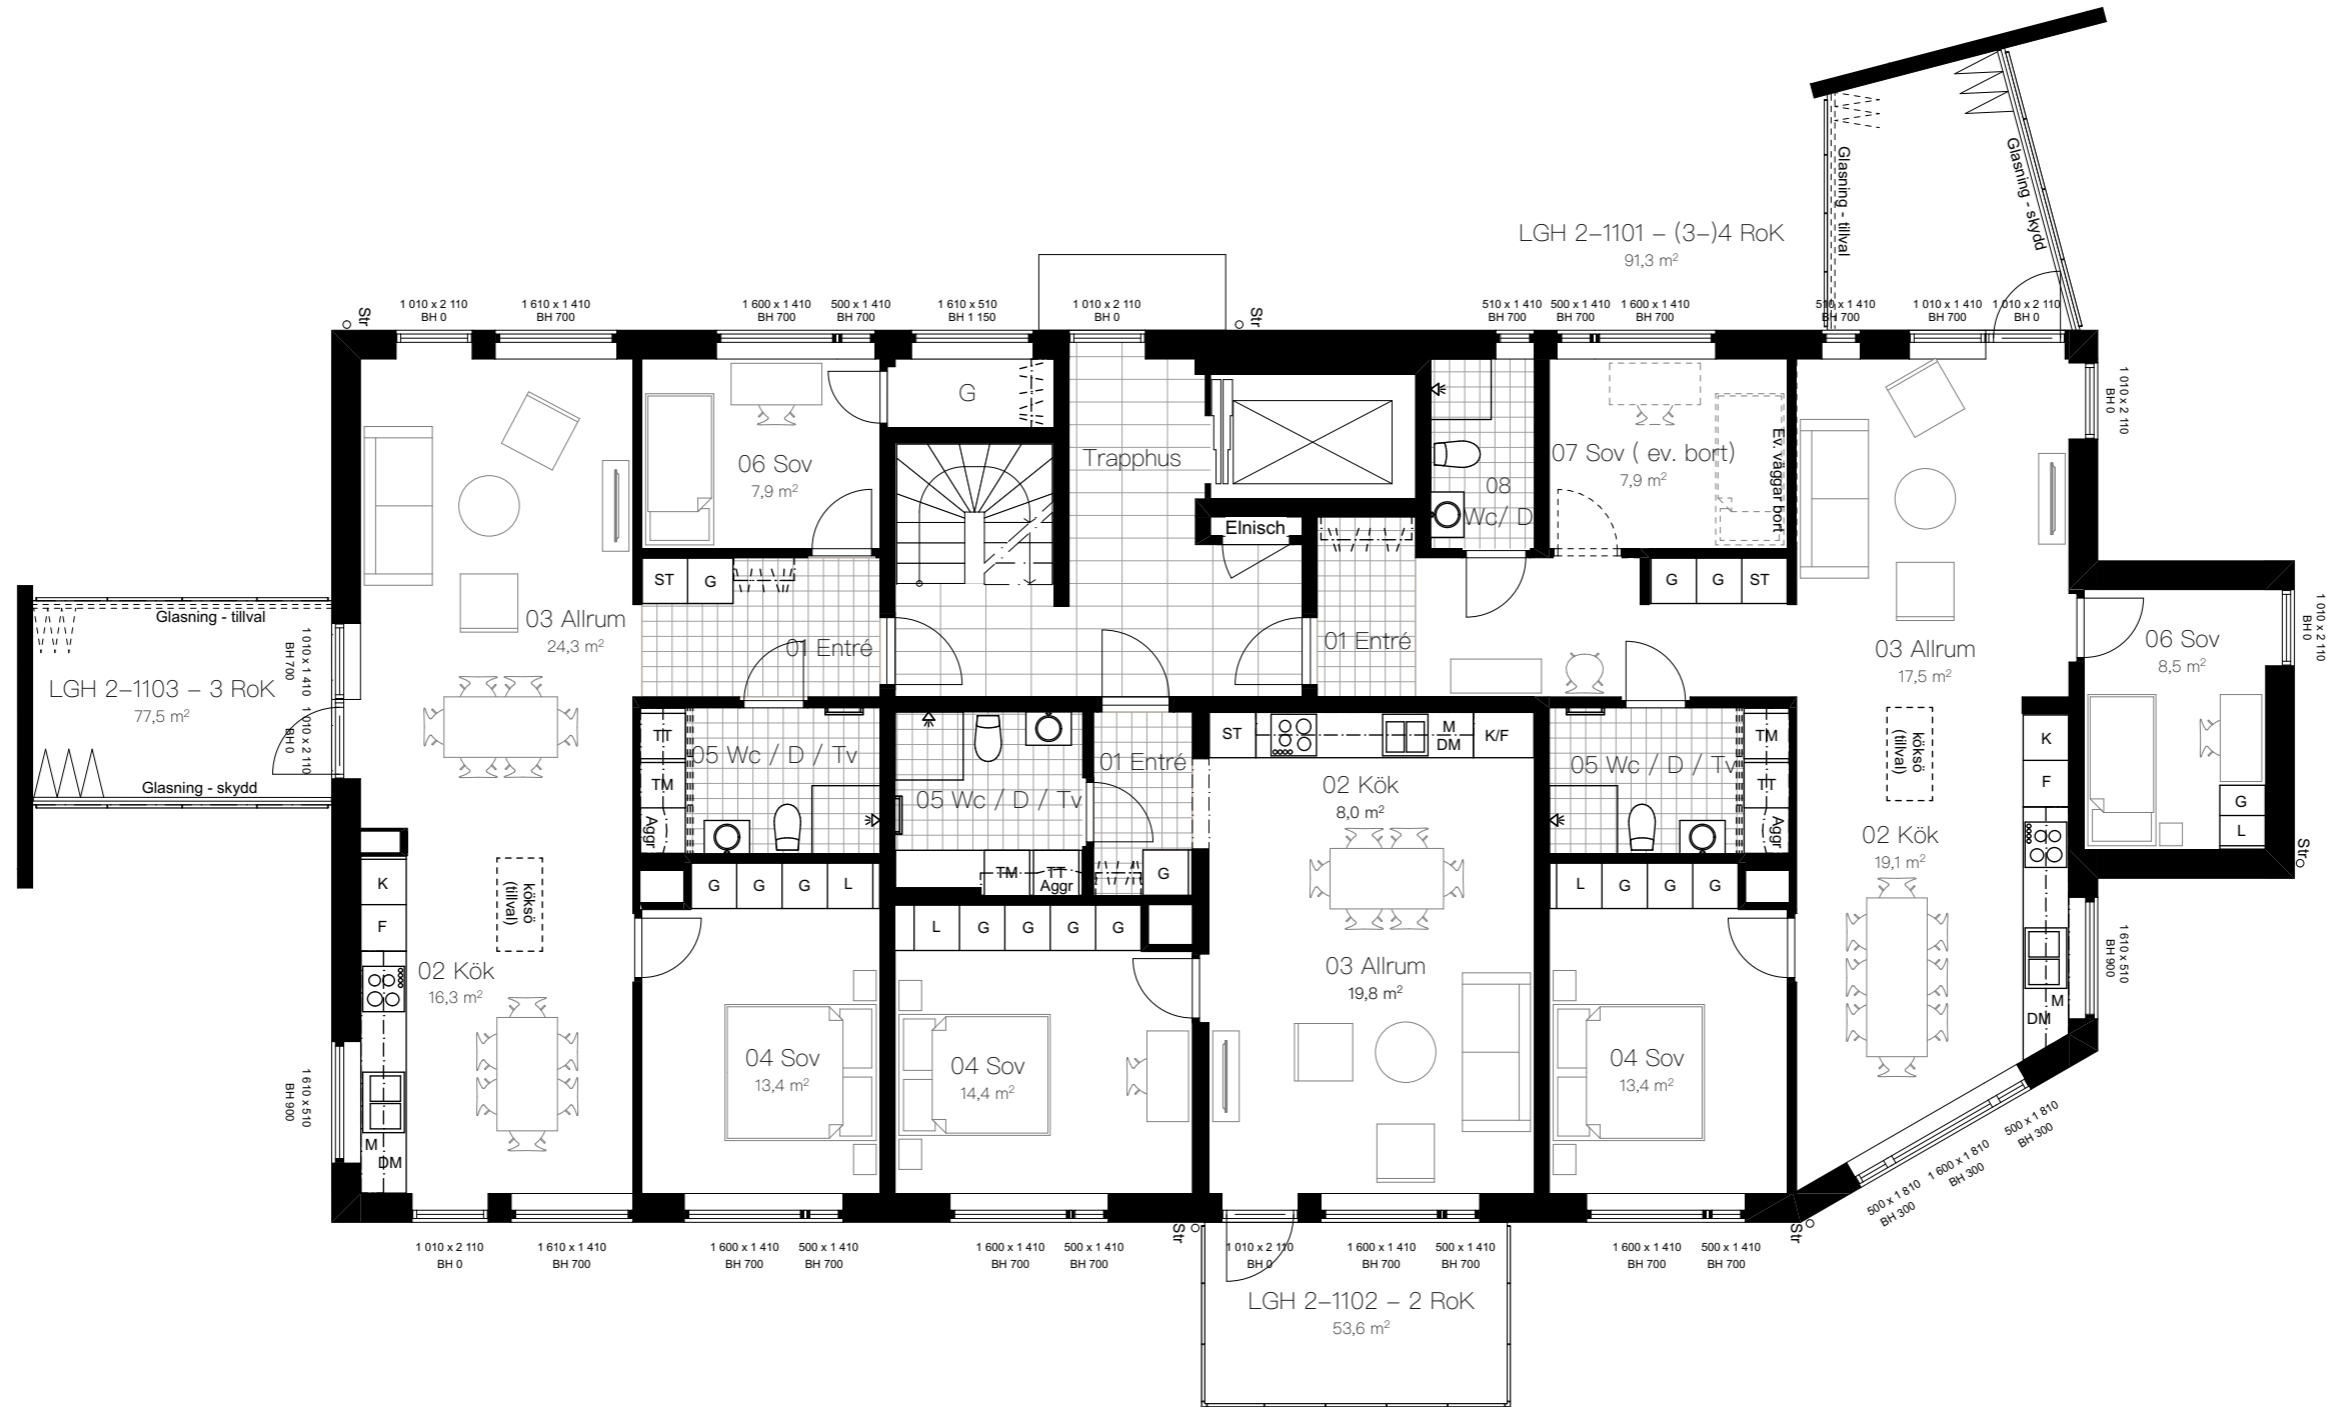 LGH 2-1101 - (3-)4 RoK
91,3 m²
Glasning - tillval
Glasning - skydd
Str
1 010 x 2 110
BH 0
1 610 x 1 410
BH 700
1 600 x 1 410
BH 700
500 x 1 410
BH 700
1 610 x 510
BH 1 150
1 010 x 2 110
BH 0
Str
510 x 1 410
BH 700
500 x 1 410
BH 700
1 600 x 1 410
BH 700
510 x 1 410
BH 700
1 010 x 1 410
BH 700
1 010 x 2 110
BH 0
1 010 x 2 110
BH 0
G
06 Sov
7,9 m²
Trapphus
Elnisch
08
Wc/ D
07 Sov ( ev. bort)
7,9 m²
Ev. väggar bort
ST
G
G
G
ST
03 Allrum
24,3 m²
01 Entré
01 Entré
03 Allrum
17,5 m²
06 Sov
8,5 m²
1 010 x 2 110
BH 0
G
L
Str
Glasning - tillval
LGH 2-1103 - 3 RoK
77,5 m²
Glasning - skydd
1 010 x 1 410
BH 700
1 010 x 2 110
BH 0
TT
TM
Aggr
05 Wc / D / Tv
05 Wc / D / Tv
TM
TT
Aggr
01 Entré
G
ST
M
DM
K/F
02 Kök
8,0 m²
05 Wc / D / Tv
TM
TT
Aggr
köksö
(tillval)
K
F
02 Kök
19,1 m²
M
DM
1 610 x 510
BH 900
K
F
köksö
(tillval)
02 Kök
16,3 m²
M
DM
1 610 x 510
BH 900
G
G
G
L
L
G
G
G
G
L
G
G
G
03 Allrum
19,8 m²
04 Sov
13,4 m²
04 Sov
14,4 m²
04 Sov
13,4 m²
500 x 1 810
BH 300
1 600 x 1 810
BH 300
500 x 1 810
BH 300
1 010 x 2 110
BH 0
1 610 x 1 410
BH 700
1 600 x 1 410
BH 700
500 x 1 410
BH 700
1 600 x 1 410
BH 700
500 x 1 410
BH 700
Str
1 010 x 2 110
BH 0
1 600 x 1 410
BH 700
500 x 1 410
BH 700
1 600 x 1 410
BH 700
500 x 1 410
BH 700
Str
LGH 2-1102 - 2 RoK
53,6 m²